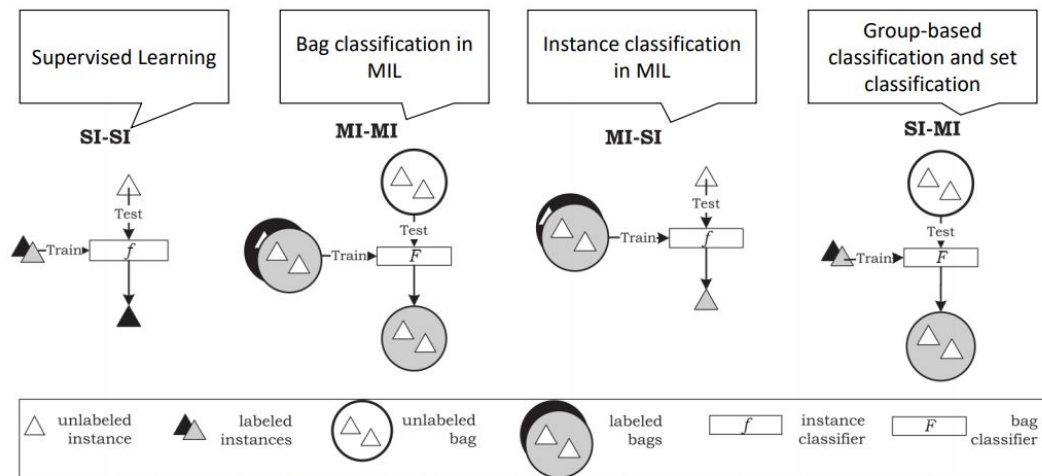 Supervised Learning
Bag classification in
MIL
Instance classification
in MIL
Group-based
classification and set
classification
SI-SI
MI-MI
MI-SI
SI-MI
Test
Train
f
Test
Train
F
Test
Train
f
Test
Train
F
unlabeled
instance
labeled
instances
unlabeled
bag
labeled
bags
f
instance
classifier
F
bag
classifier